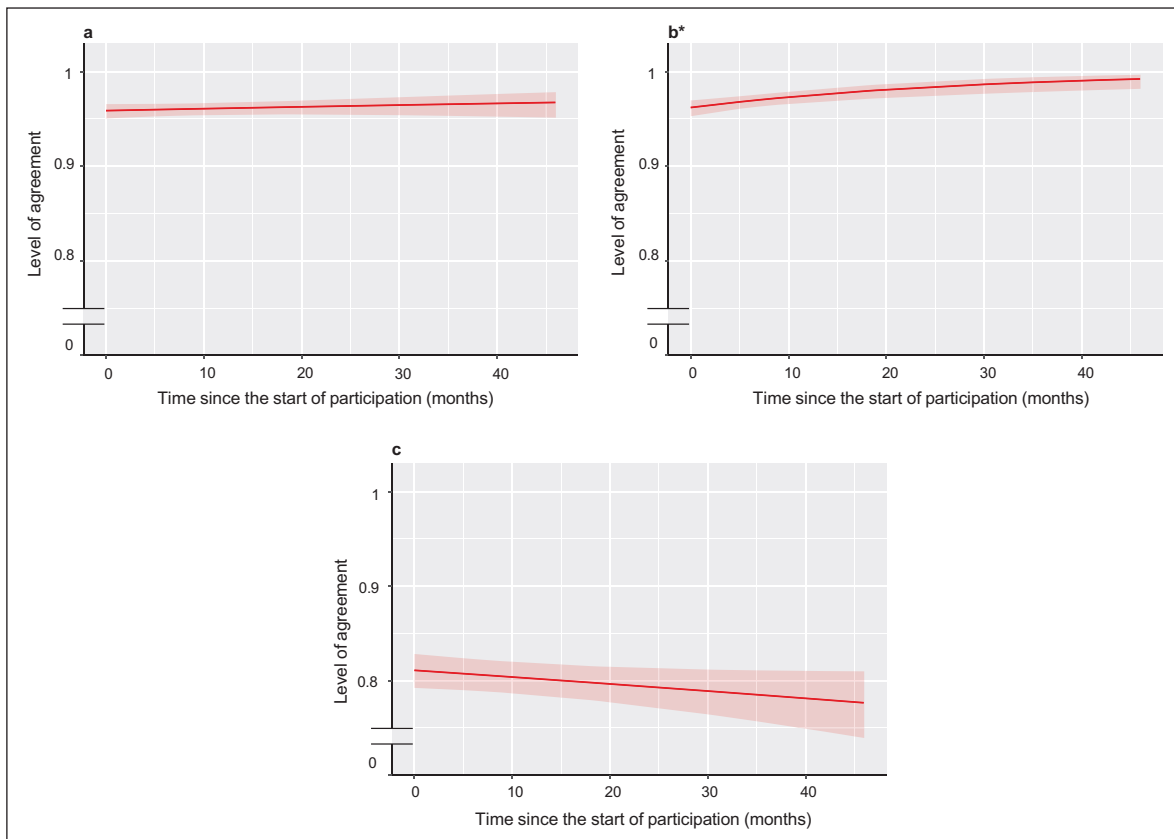 a
1
0.9
0.8
0
Level of agreement
0 10 20 30 40
Time since the start of participation (months)
b*
1
0.9
0.8
0
Level of agreement
0 10 20 30 40
Time since the start of participation (months)
c
1
0.9
0.8
0
Level of agreement
0 10 20 30 40
Time since the start of participation (months)